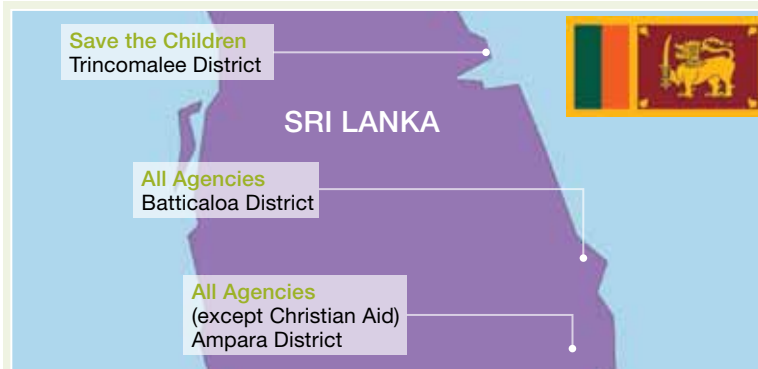 Save the Children
Trincomalee District
SRI LANKA
All Agencies
Batticaloa District
All Agencies
(except Christian Aid)
Ampara District